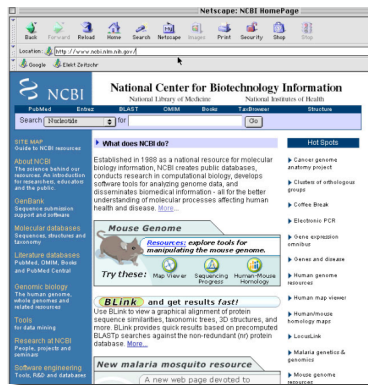 Netscape: NCBI HomePage
Back Forward Reload Home Search Netscape Images Print Security Shop Stop
Location: http://www.ncbi.nlm.nih.gov/
Google Elekt Zeitschr
NCBI
National Center for Biotechnology Information
National Library of Medicine National Institutes of Health
PubMed Entrez BLAST OMIM Books TaxBrowser Structure
Search Nucleotide for Go
SITE MAP
Guide to NCBI resources
About NCBI
The science behind our
resources. An introduction
for researchers, educators
and the public.
GenBank
Sequence submission
support and software
Molecular databases
Sequences, structures and
taxonomy
Literature databases
PubMed, OMIM, Books
and PubMed Central
Genomic biology
The human genome,
whole genomes and
related resources
Tools
for data mining
Research at NCBI
People, projects and
seminars
Software engineering
Tools, R&D and databases
What does NCBI do?
Established in 1988 as a national resource for molecular
biology information, NCBI creates public databases,
conducts research in computational biology, develops
software tools for analyzing genome data, and
disseminates biomedical information - all for the better
understanding of molecular processes affecting human
health and disease. More...
Mouse Genome
Resources: explore tools for
manipulating the mouse genome.
Try these: Map Viewer Sequencing Progress Human-Mouse Homology
BLink and get results fast!
Use BLink to view a graphical alignment of protein
sequence similarities, taxonomic trees, 3D structures, and
more. BLink provides quick results based on precomputed
BLASTp searches against the non-redundant (nr) protein
database. More...
New malaria mosquito resource
A new web page devoted to
Hot Spots
Cancer genome
anatomy project
Clusters of orthologous
groups
Coffee Break
Electronic PCR
Gene expression
omnibus
Genes and disease
Human genome
resources
Human map viewer
Human/mouse
homology maps
LocusLink
Malaria genetics &
genomics
Mouse genome
resources